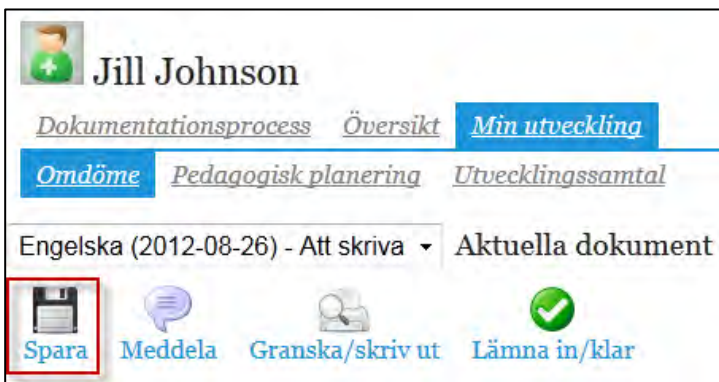 Jill Johnson
Dokumentationsprocess Översikt Min utveckling
Omdöme Pedagogisk planering Utvecklingssamtal
Engelska (2012-08-26) - Att skriva Aktuella dokument
Spara Meddela Granska/skriv ut Lämna in/klar